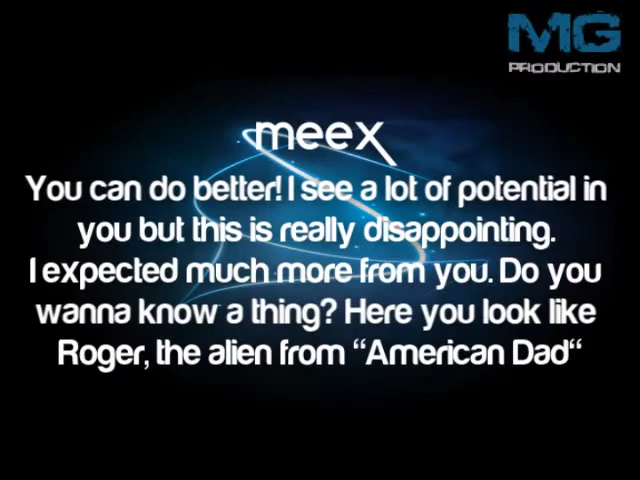 MG
PRODUCTION
meex
You can do better! I see a lot of potential in
you but this is really disappointing.
I expected much more from you. Do you
wanna know a thing? Here you look like
Roger, the alien from “American Dad“